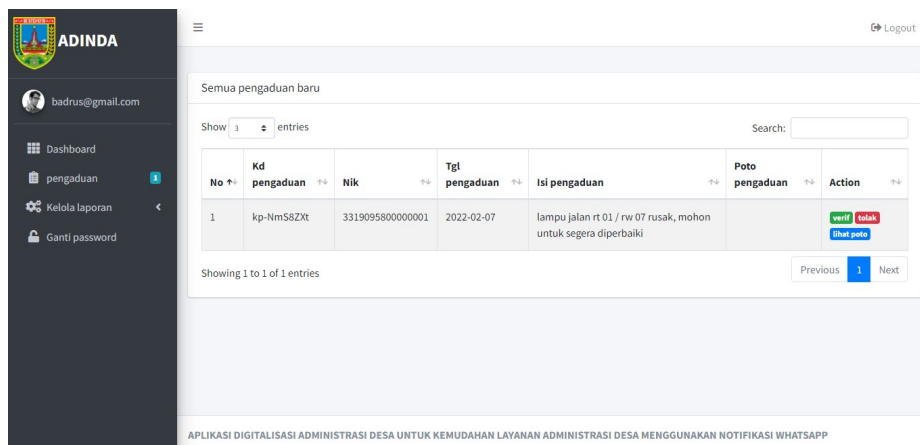 KUDUS
ADINDA
Logout
badrus@gmail.com
Dashboard
pengaduan 1
Kelola laporan
Ganti password
Semua pengaduan baru
Show 3 entries
Search:
No
Kd pengaduan
Nik
Tgl pengaduan
Isi pengaduan
Poto pengaduan
Action
1 kp-NmS8ZXt 3319095800000001 2022-02-07 lampu jalan rt 01 / rw 07 rusak, mohon verif tolak
untuk segera diperbaiki lihat poto
Showing 1 to 1 of 1 entries
Previous 1 Next
APLIKASI DIGITALISASI ADMINISTRASI DESA UNTUK KEMUDAHAN LAYANAN ADMINISTRASI DESA MENGGUNAKAN NOTIFIKASI WHATSAPP